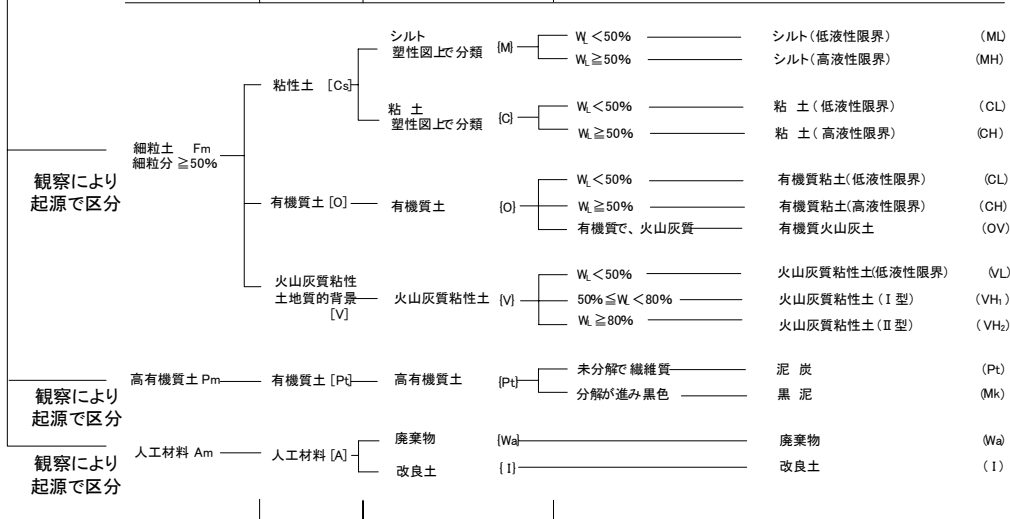 シルト
塑性図上で分類 {M} W_L<50% シルト(低液性限界) (ML)
W_L≧50% シルト(高液性限界) (MH)
粘性土 [Cs]
粘 土
塑性図上で分類 {C} W_L<50% 粘 土(低液性限界) (CL)
W_L≧50% 粘 土(高液性限界) (CH)
細粒土 Fm
細粒分 ≧50%
観察により
起源で区分
有機質土 [O] 有機質土 {O} W_L<50% 有機質粘土(低液性限界) (CL)
W_L≧50% 有機質粘土(高液性限界) (CH)
有機質で、火山灰質 有機質火山灰土 (OV)
火山灰質粘性
土地質的背景
[V]
火山灰質粘性土 {V} W_L<50% 火山灰質粘性土(低液性限界) (VL)
50%≦W_L<80% 火山灰質粘性土(Ⅰ型) (VH₁)
W_L≧80% 火山灰質粘性土(Ⅱ型) (VH₂)
高有機質土 Pm 有機質土 [Pt] 高有機質土 {Pt} 未分解で繊維質 泥 炭 (Pt)
分解が進み黒色 黒 泥 (Mk)
観察により
起源で区分
人工材料 Am 人工材料 [A] 廃棄物 {Wa} 廃棄物 (Wa)
改良土 {I} 改良土 (I)
観察により
起源で区分